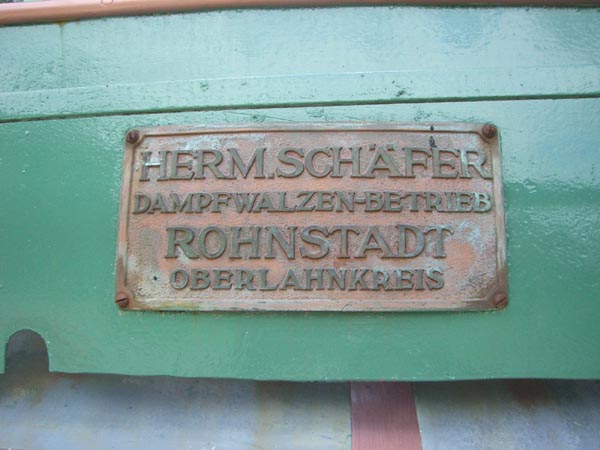 HERM. SCHÄFER
DAMPFWALZEN-BETRIEB
ROHNSTADT
OBERLAHNKREIS